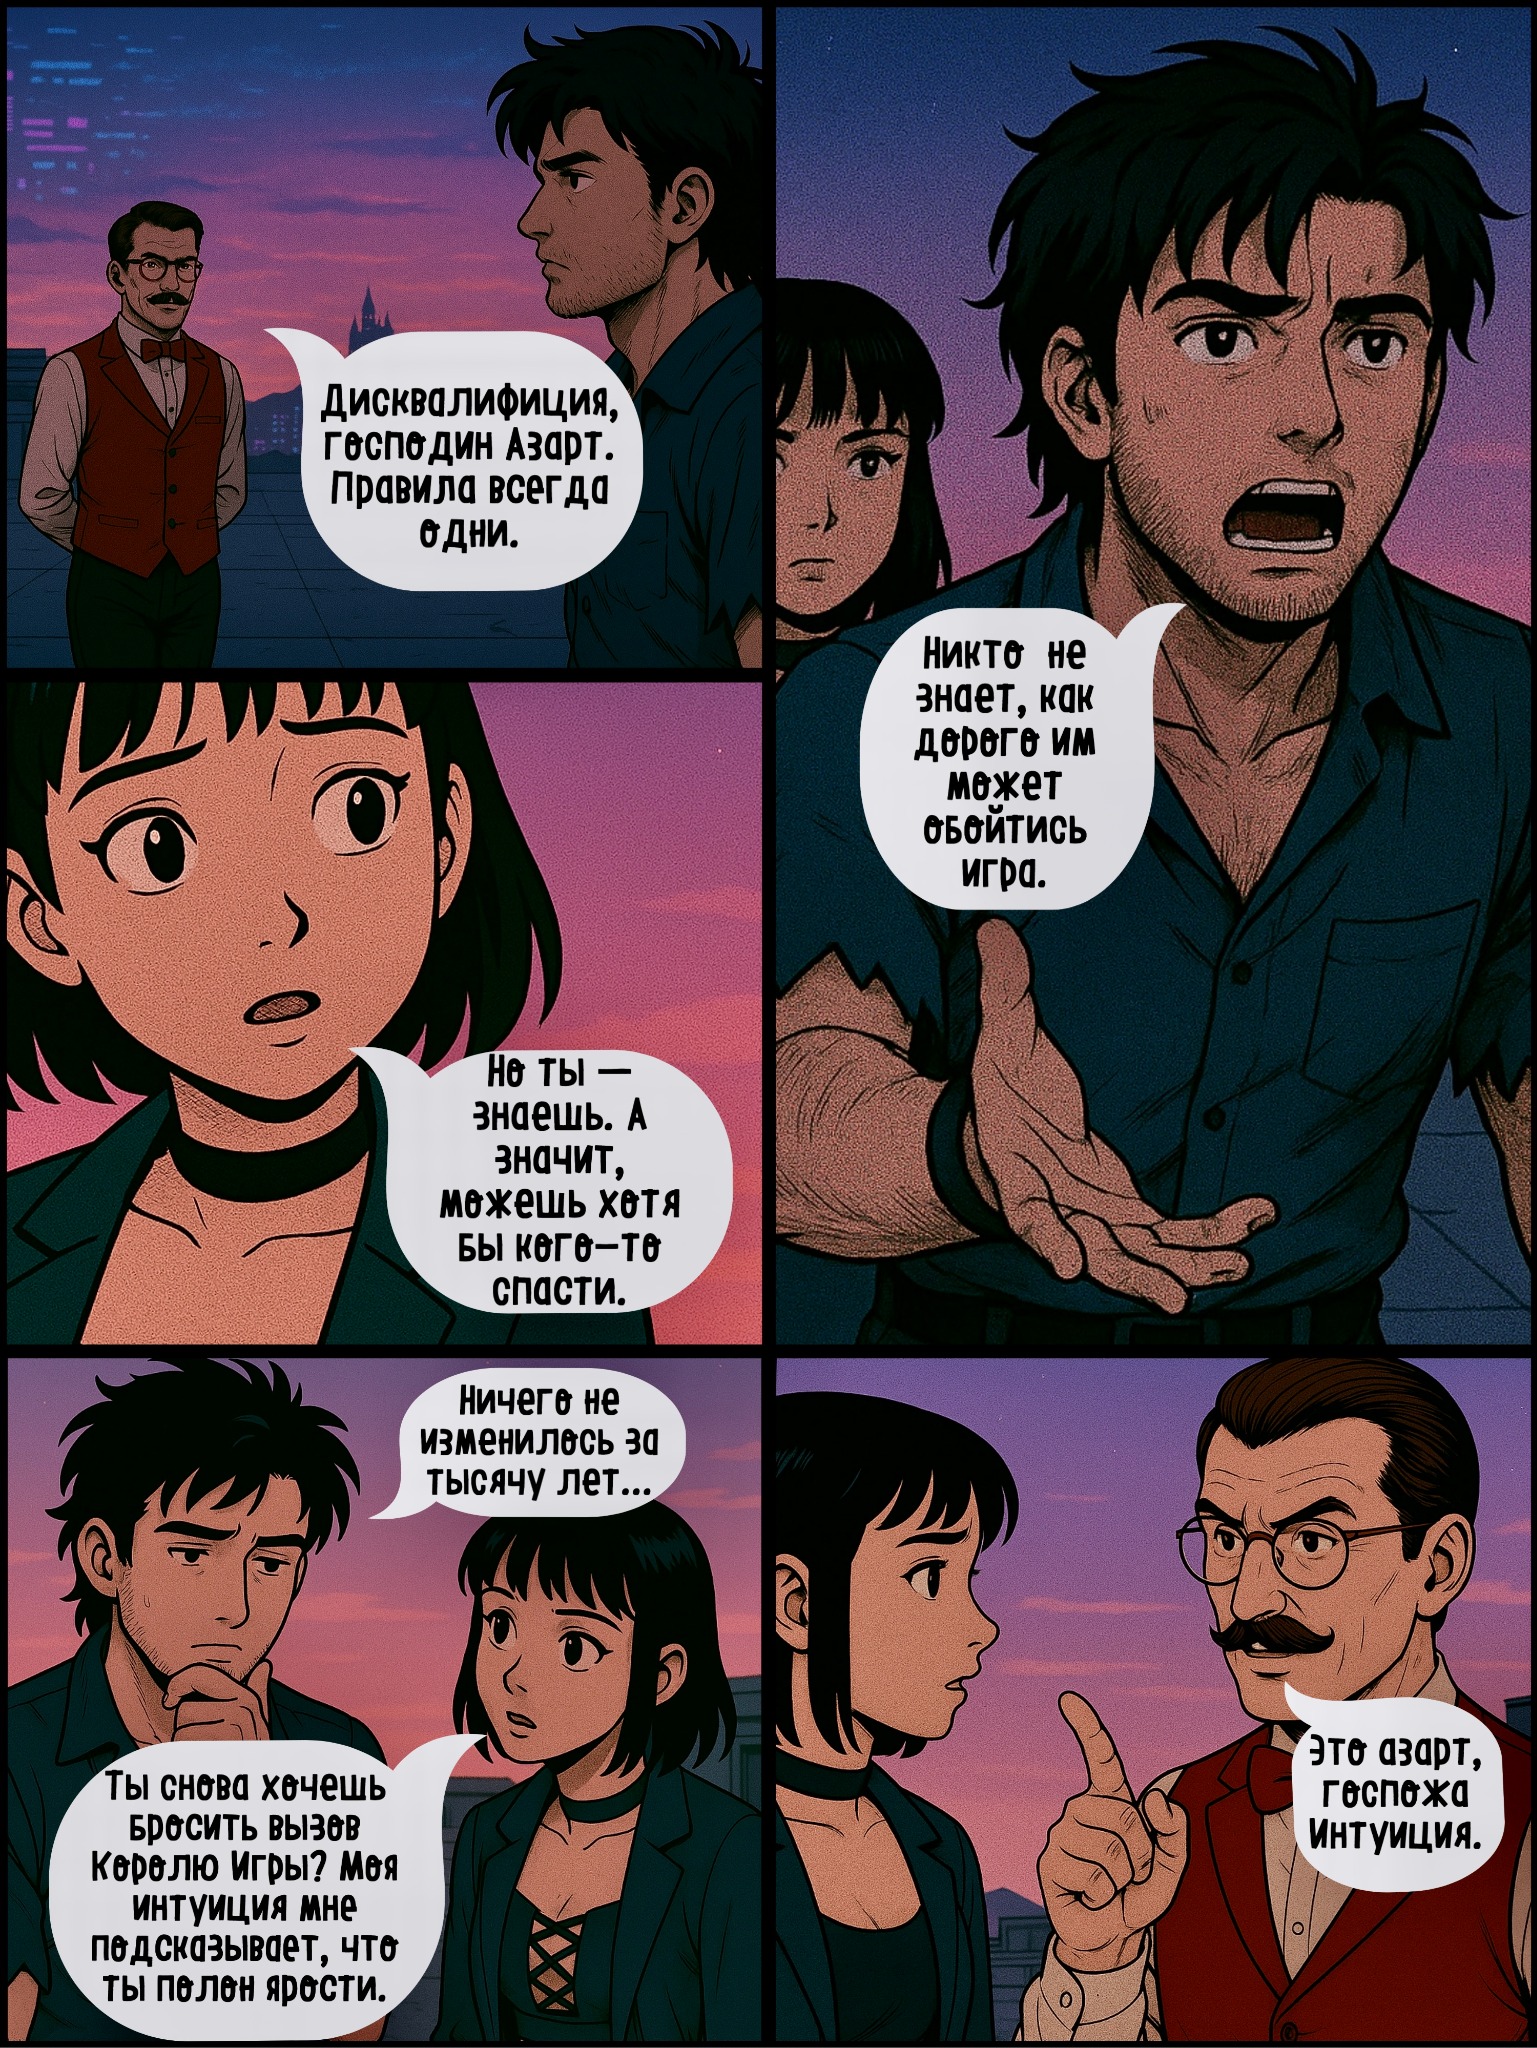 Дисквалифиция,
господин Азарт.
Правила всегда
одни.
Никто не
знает, как
дорого им
может
обойтись
игра.
Но ты —
знаешь. А
значит,
можешь хотя
бы кого-то
спасти.
Ничего не
изменилось за
тысячу лет...
Ты снова хочешь
бросить вызов
Королю Игры? Моя
интуиция мне
подсказывает, что
ты полон ярости.
Это азарт,
госпожа
Интуиция.